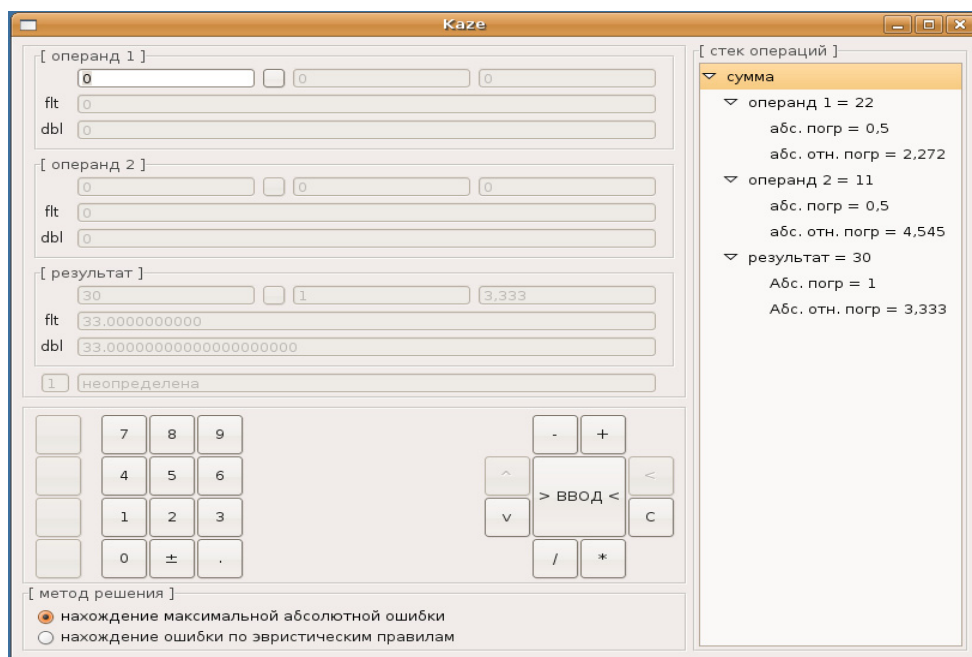 Kaze
[ операнд 1 ]
0 0 0
flt 0
dbl 0
[ операнд 2 ]
0 0 0
flt 0
dbl 0
[ результат ]
30 1 3,333
flt 33.0000000000
dbl 33.00000000000000000000
1 неопределена
7 8 9 - +
4 5 6 ^ > ВВОД < <
1 2 3 v C
0 ± . / *
[ метод решения ]
нахождение максимальной абсолютной ошибки
нахождение ошибки по эвристическим правилам
[ стек операций ]
сумма
операнд 1 = 22
абс. погр = 0,5
абс. отн. погр = 2,272
операнд 2 = 11
абс. погр = 0,5
абс. отн. погр = 4,545
результат = 30
Абс. погр = 1
Абс. отн. погр = 3,333